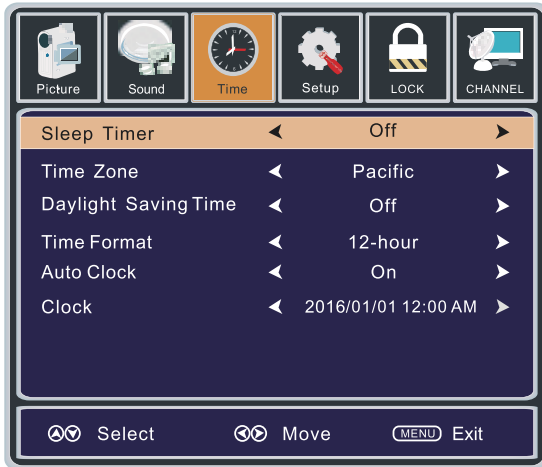 Picture Sound Time Setup LOCK CHANNEL
Sleep Timer Off
Time Zone Pacific
Daylight Saving Time Off
Time Format 12-hour
Auto Clock On
Clock 2016/01/01 12:00 AM
Select Move MENU Exit